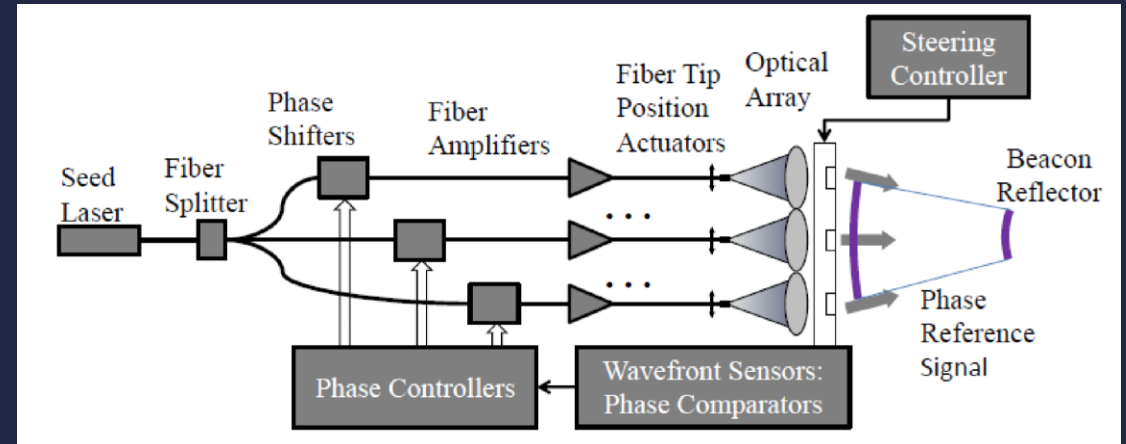 Steering
Controller
Optical
Array
Fiber Tip
Position
Actuators
Phase
Shifters
Fiber
Amplifiers
Beacon
Reflector
Seed
Laser
Fiber
Splitter
. . .
. . .
Phase
Reference
Signal
Phase Controllers
Wavefront Sensors:
Phase Comparators